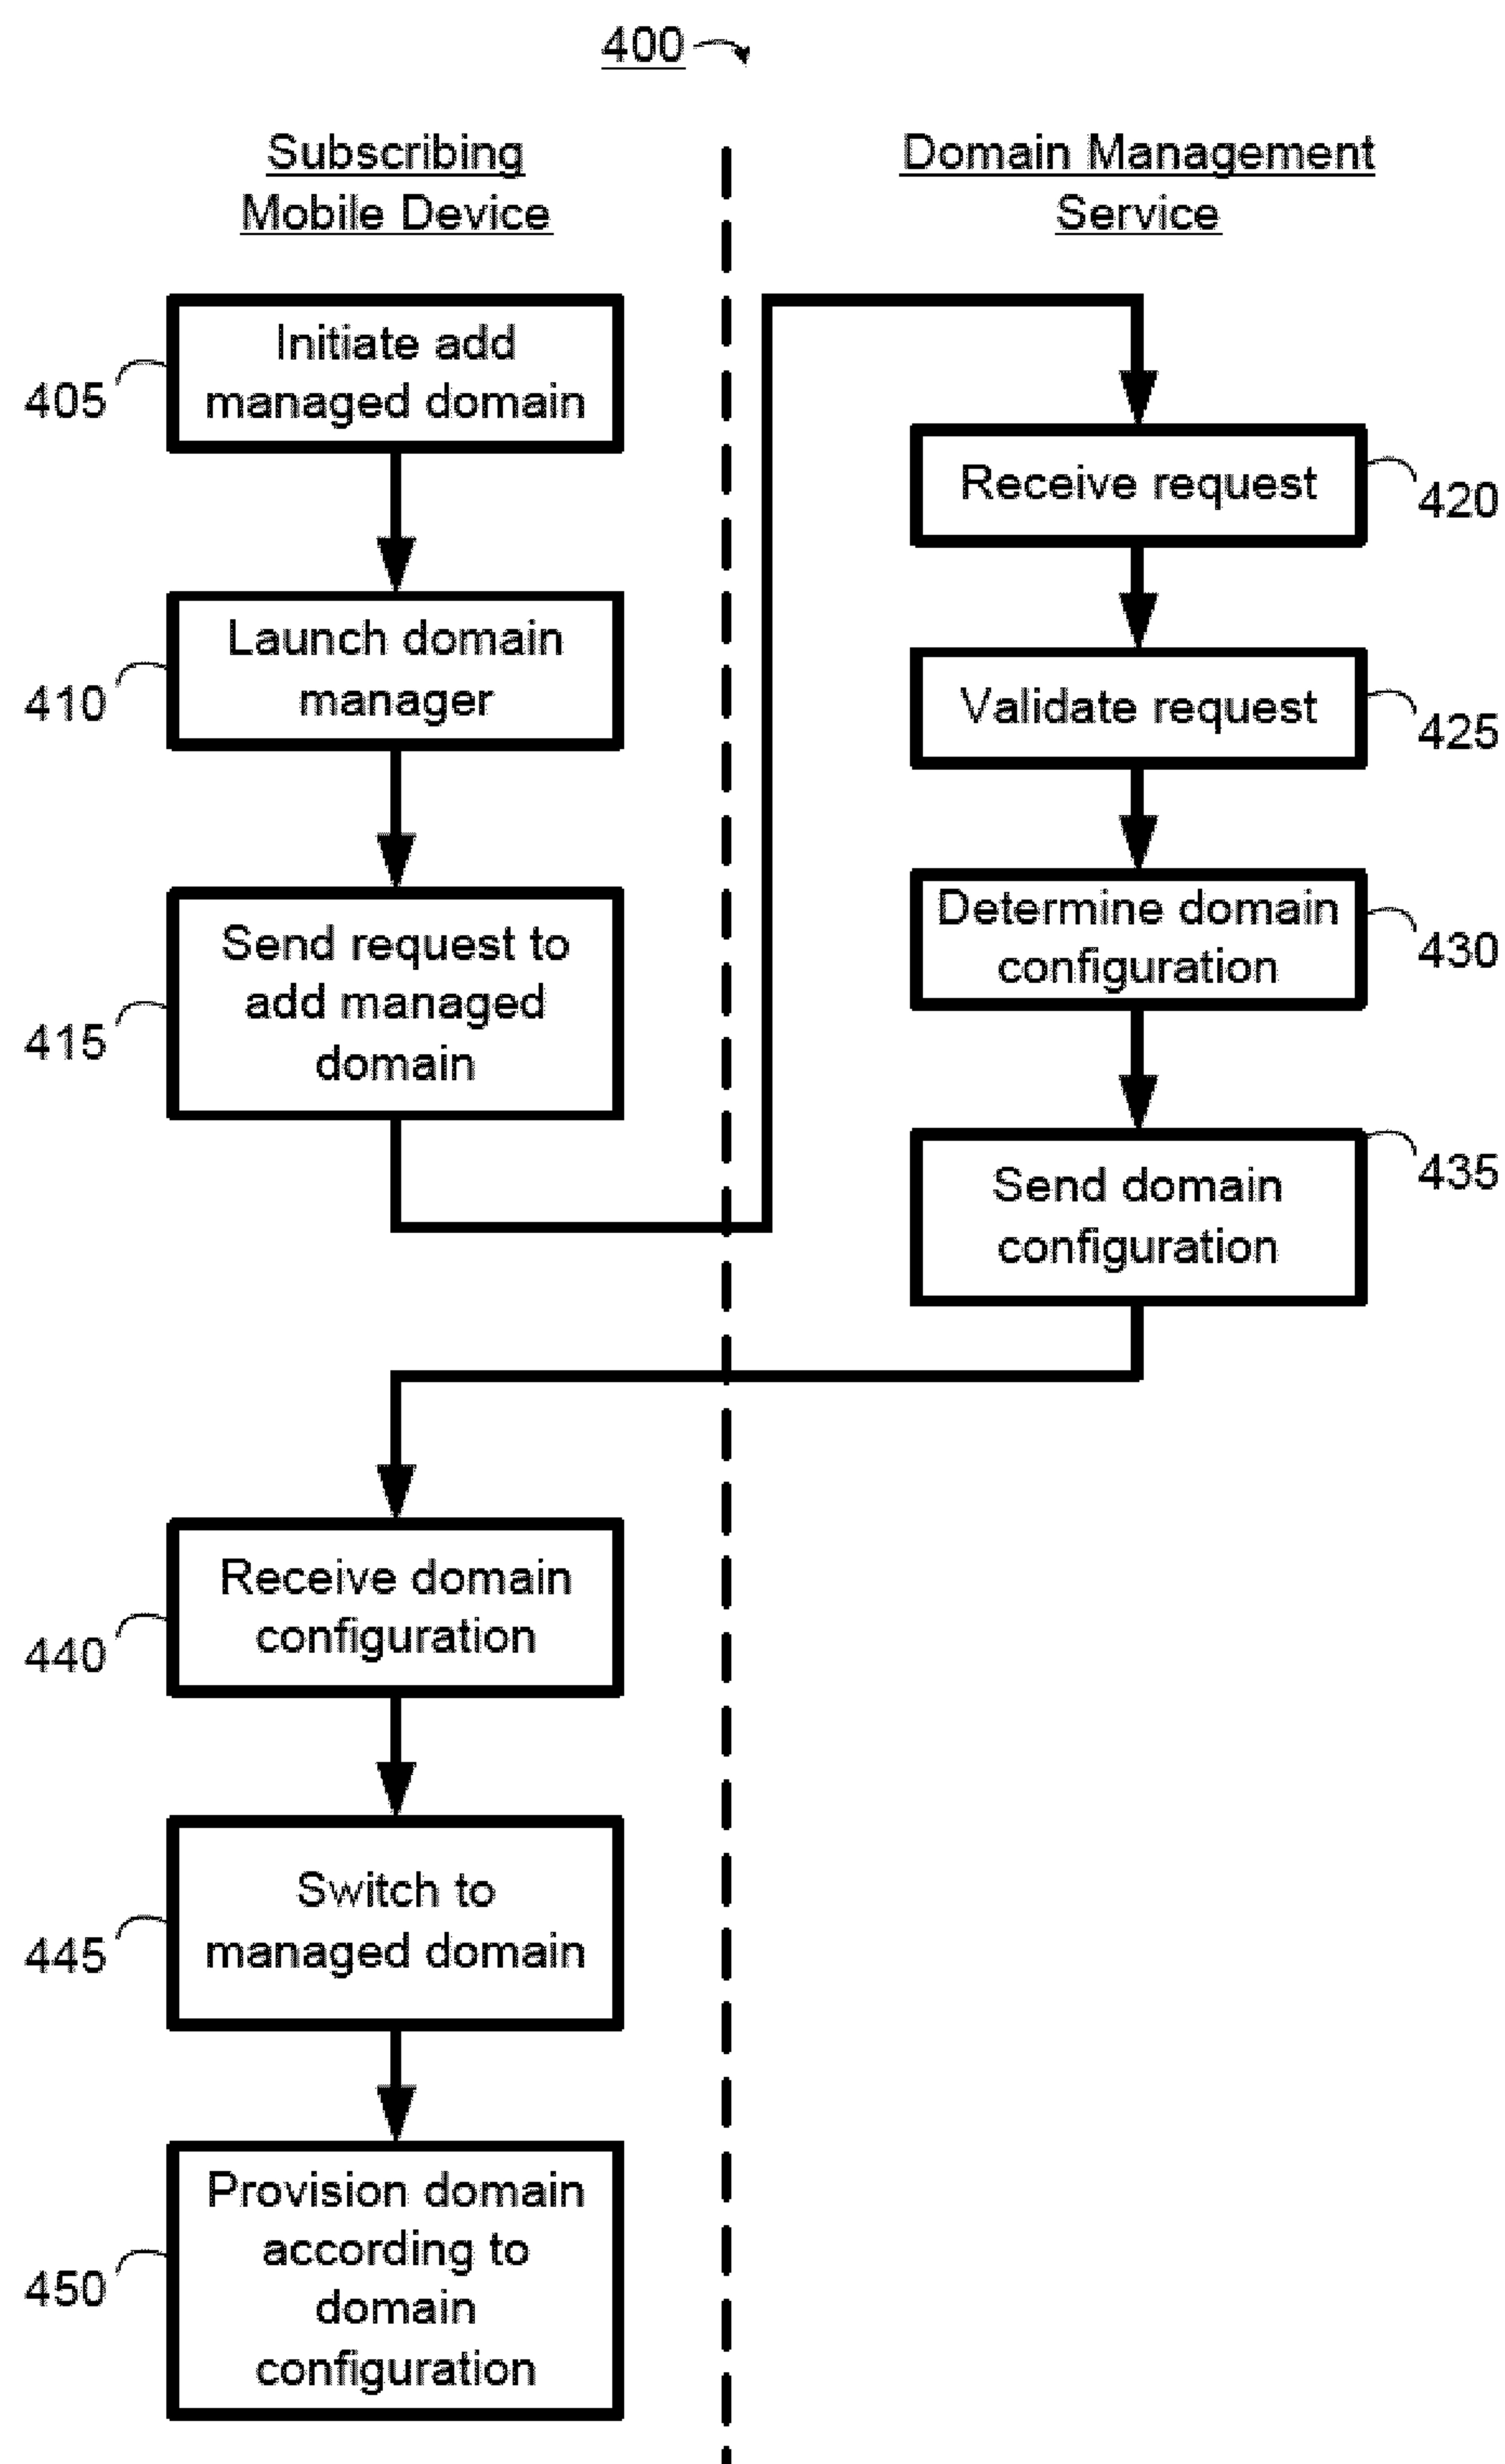 400
Subscribing
Mobile Device
Initiate add
managed domain
405
Launch domain
manager
410
Send request to
add managed
domain
415
Domain Management
Service
Receive request
420
Validate request
425
Determine domain
configuration
430
Send domain
configuration
435
Receive domain
configuration
440
Switch to
managed domain
445
Provision domain
according to
domain
configuration
450